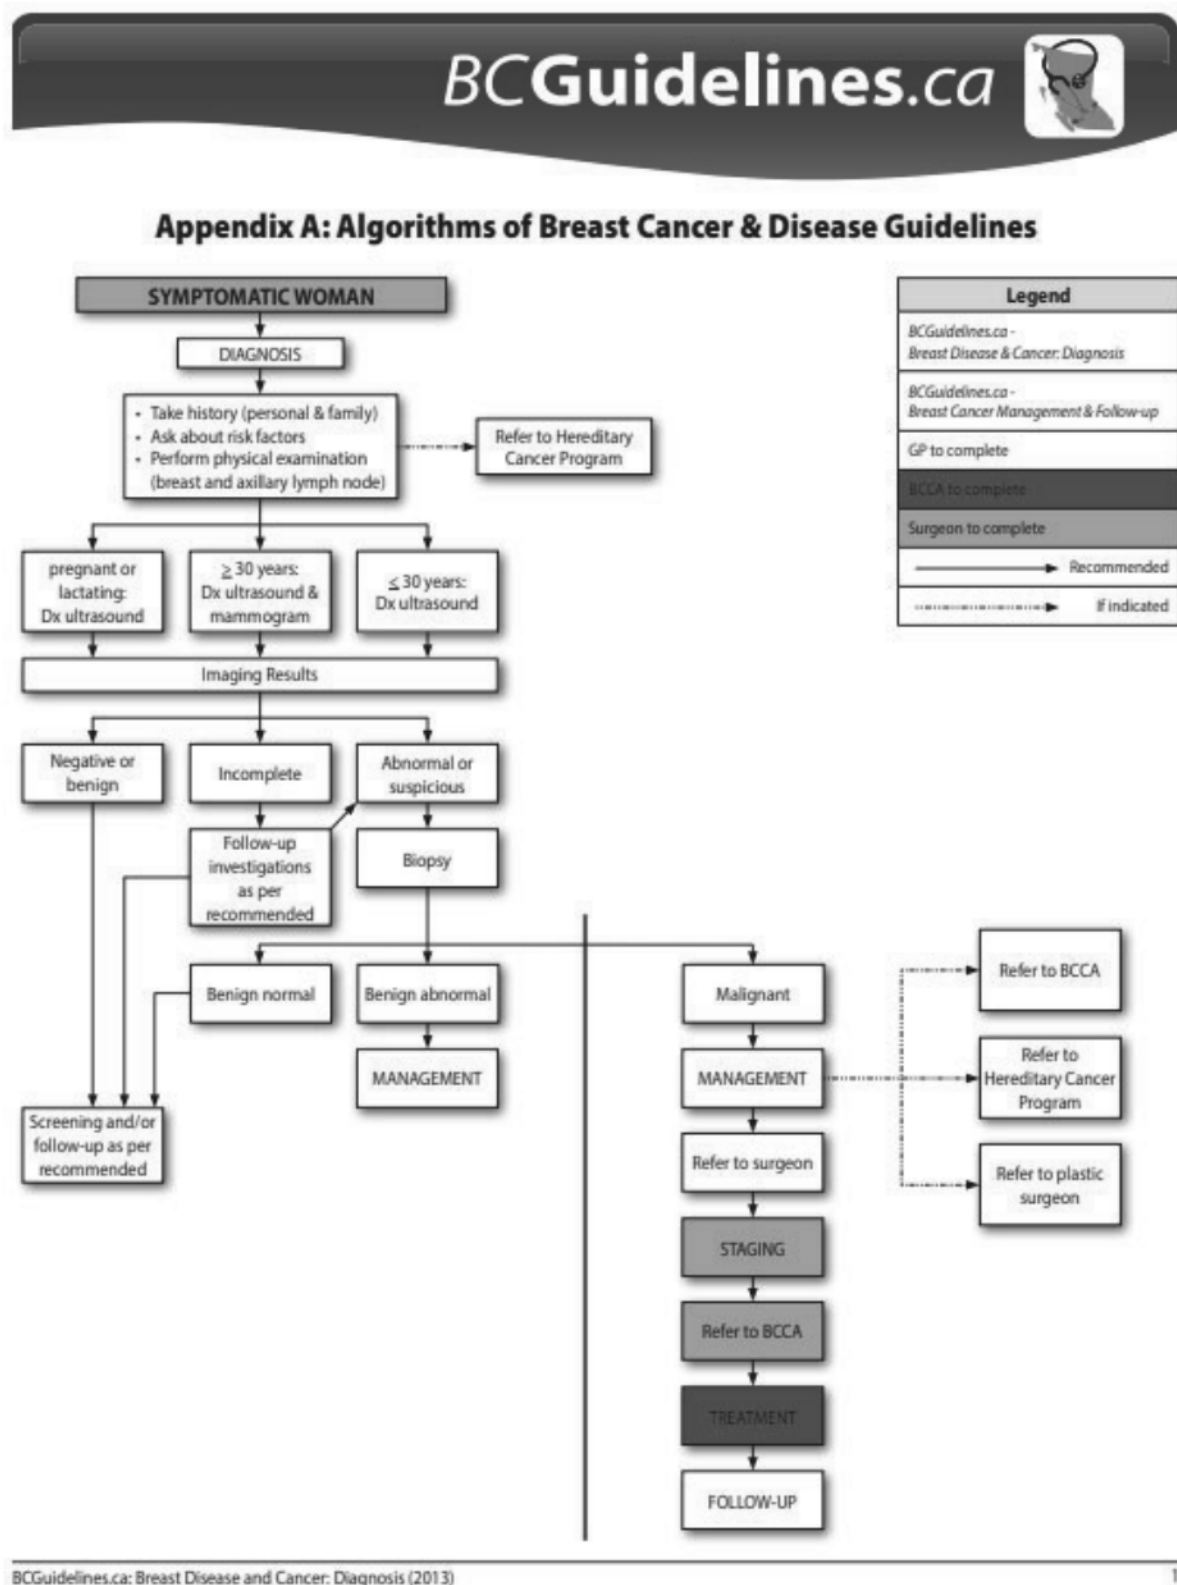 BCGuidelines.ca
Appendix A: Algorithms of Breast Cancer & Disease Guidelines
SYMPTOMATIC WOMAN
DIAGNOSIS
• Take history (personal & family)
• Ask about risk factors
• Perform physical examination
(breast and axillary lymph node)
Refer to Hereditary
Cancer Program
Legend
BCGuidelines.ca -
Breast Disease & Cancer: Diagnosis
BCGuidelines.ca -
Breast Cancer Management & Follow-up
GP to complete
BCCA to complete
Surgeon to complete
Recommended
If indicated
pregnant or
lactating:
Dx ultrasound
≥ 30 years:
Dx ultrasound &
mammogram
≤ 30 years:
Dx ultrasound
Imaging Results
Negative or
benign
Incomplete
Abnormal or
suspicious
Follow-up
investigations
as per
recommended
Biopsy
Benign normal
Benign abnormal
MANAGEMENT
Screening and/or
follow-up as per
recommended
Malignant
MANAGEMENT
Refer to BCCA
Refer to
Hereditary Cancer
Program
Refer to plastic
surgeon
Refer to surgeon
STAGING
Refer to BCCA
TREATMENT
FOLLOW-UP
BCGuidelines.ca: Breast Disease and Cancer: Diagnosis (2013)
1